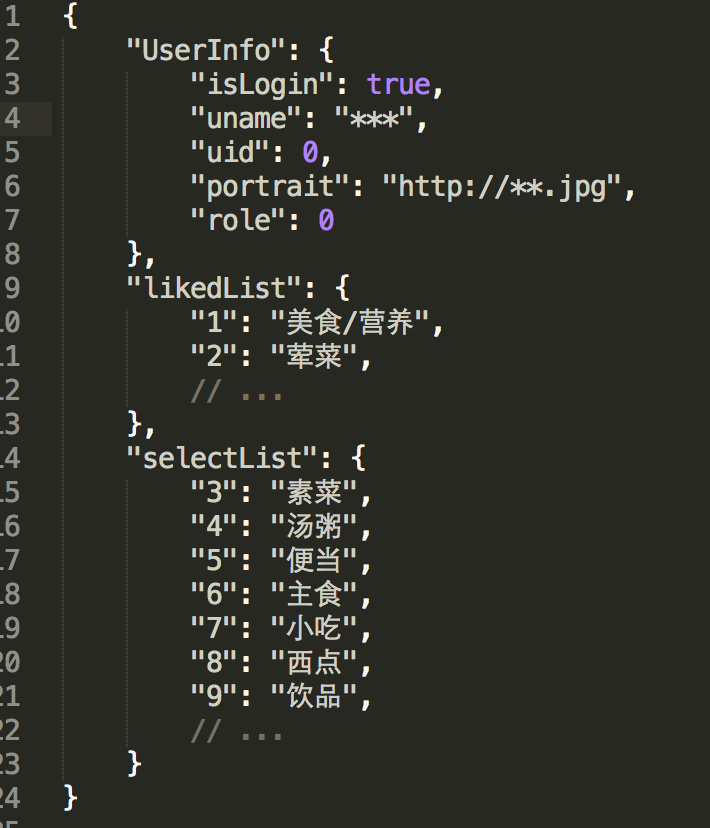 1 {
2 "UserInfo": {
3 "isLogin": true,
4 "uname": "***",
5 "uid": 0,
6 "portrait": "http://**.jpg",
7 "role": 0
8 },
9 "likedList": {
10 "1": "美食/营养",
11 "2": "荤菜",
12 // ...
13 },
14 "selectList": {
15 "3": "素菜",
16 "4": "汤粥",
17 "5": "便当",
18 "6": "主食",
19 "7": "小吃",
20 "8": "西点",
21 "9": "饮品",
22 // ...
23 }
24 }